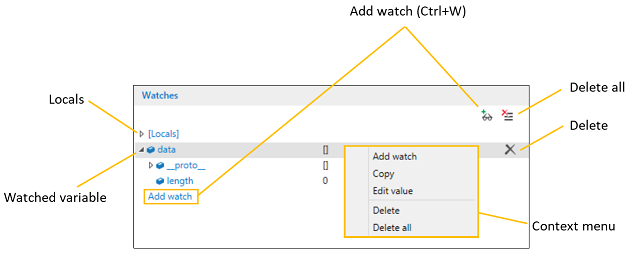 Add watch (Ctrl+W)
Watches
Delete all
Locals
[Locals]
Delete
data []
__proto__ []
length 0
Add watch
Add watch
Copy
Edit value
Delete
Delete all
Watched variable
Context menu